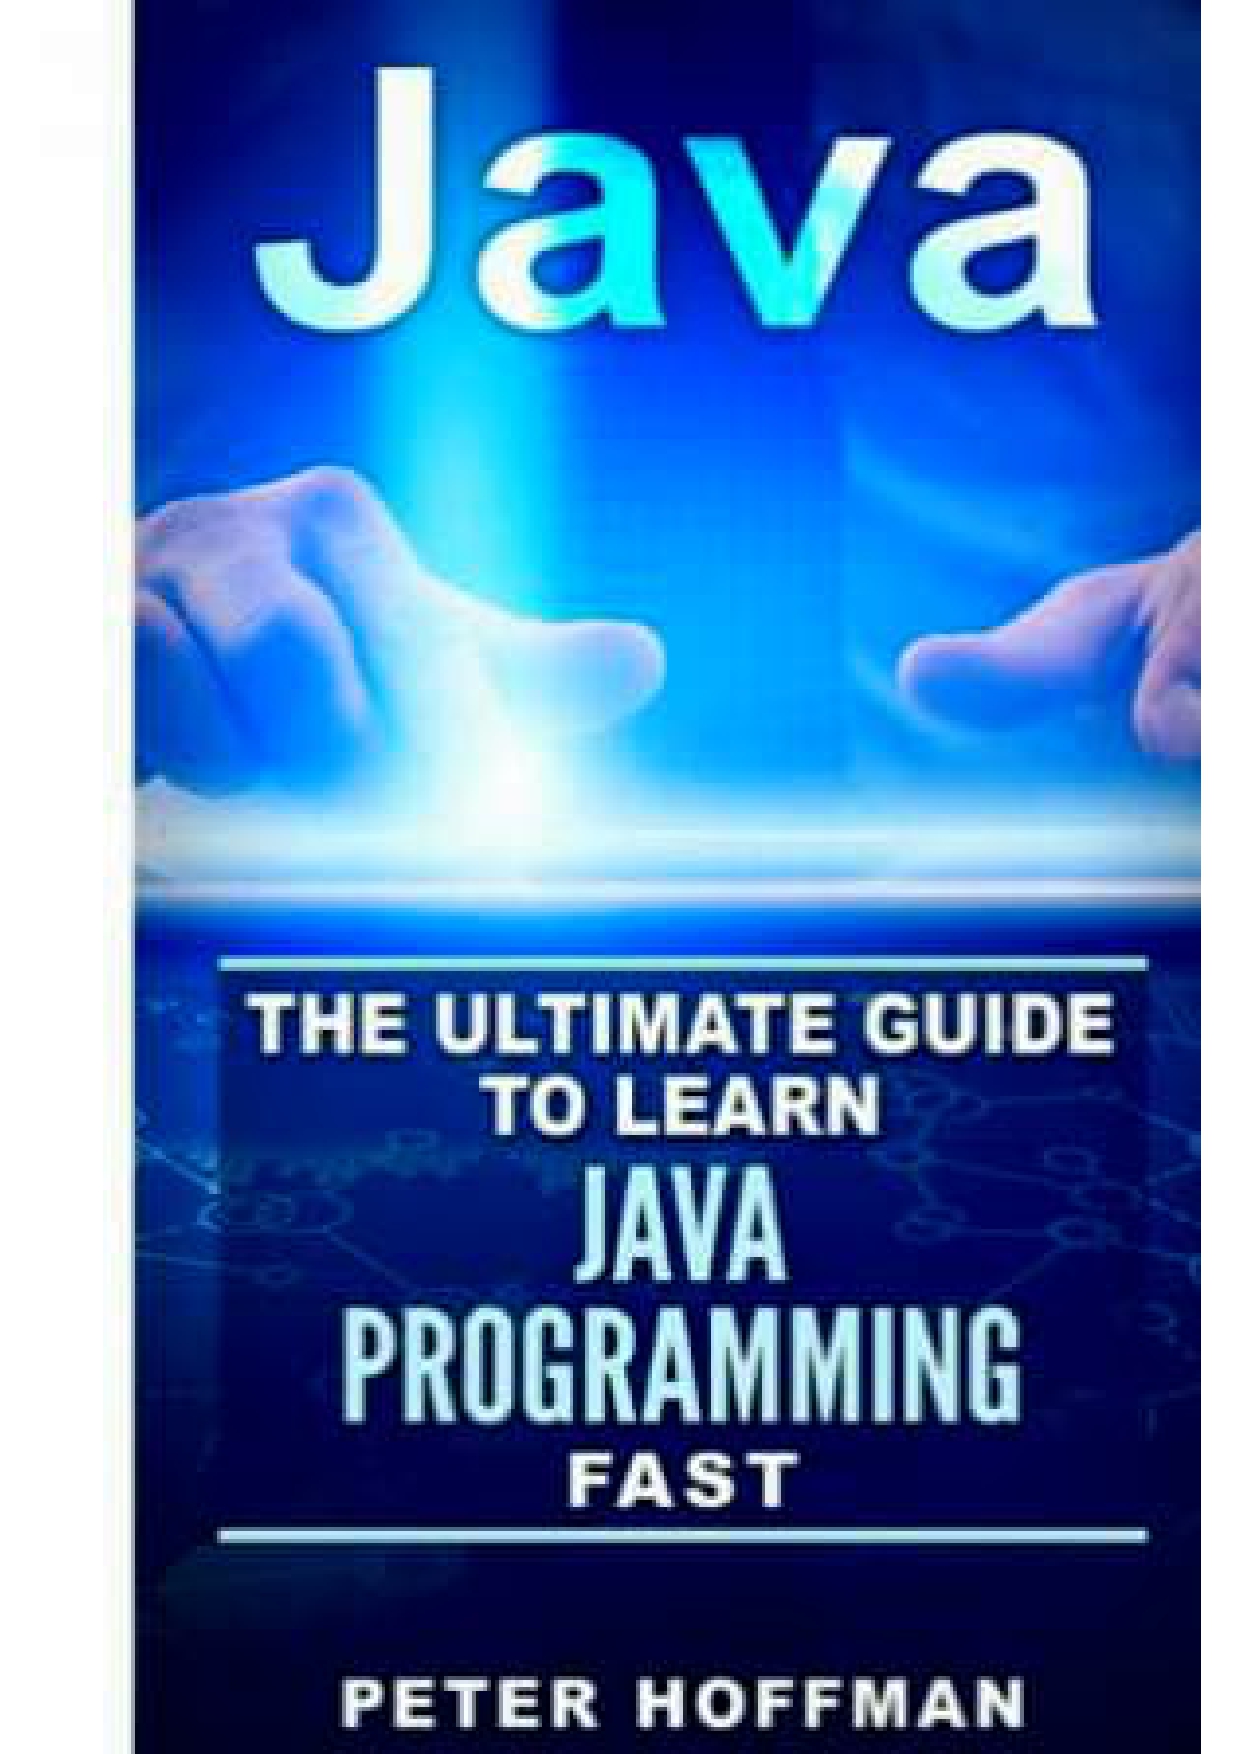 Java
THE ULTIMATE GUIDE
TO LEARN
JAVA
PROGRAMMING
FAST
PETER HOFFMAN